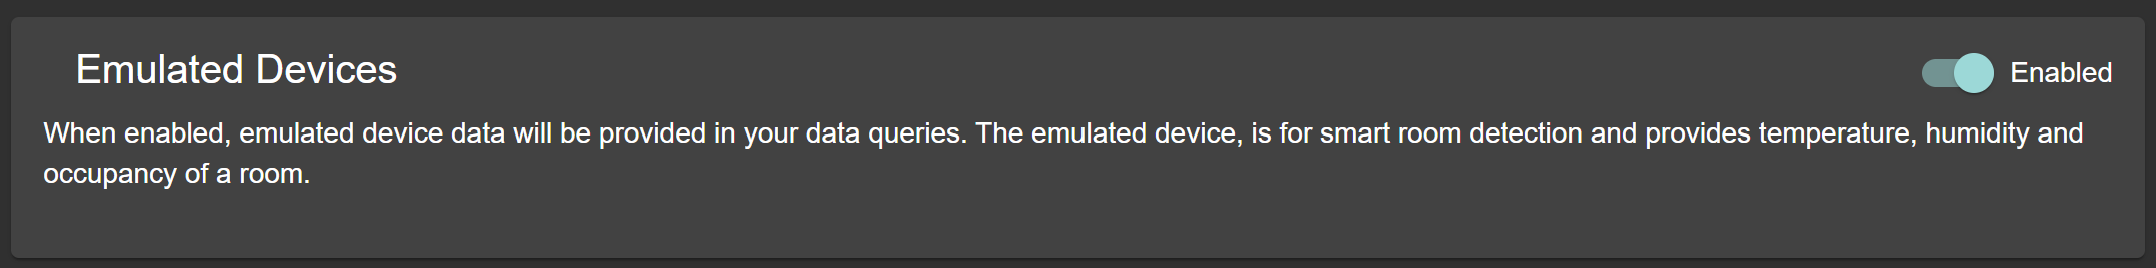 Emulated Devices
Enabled
When enabled, emulated device data will be provided in your data queries. The emulated device, is for smart room detection and provides temperature, humidity and
occupancy of a room.